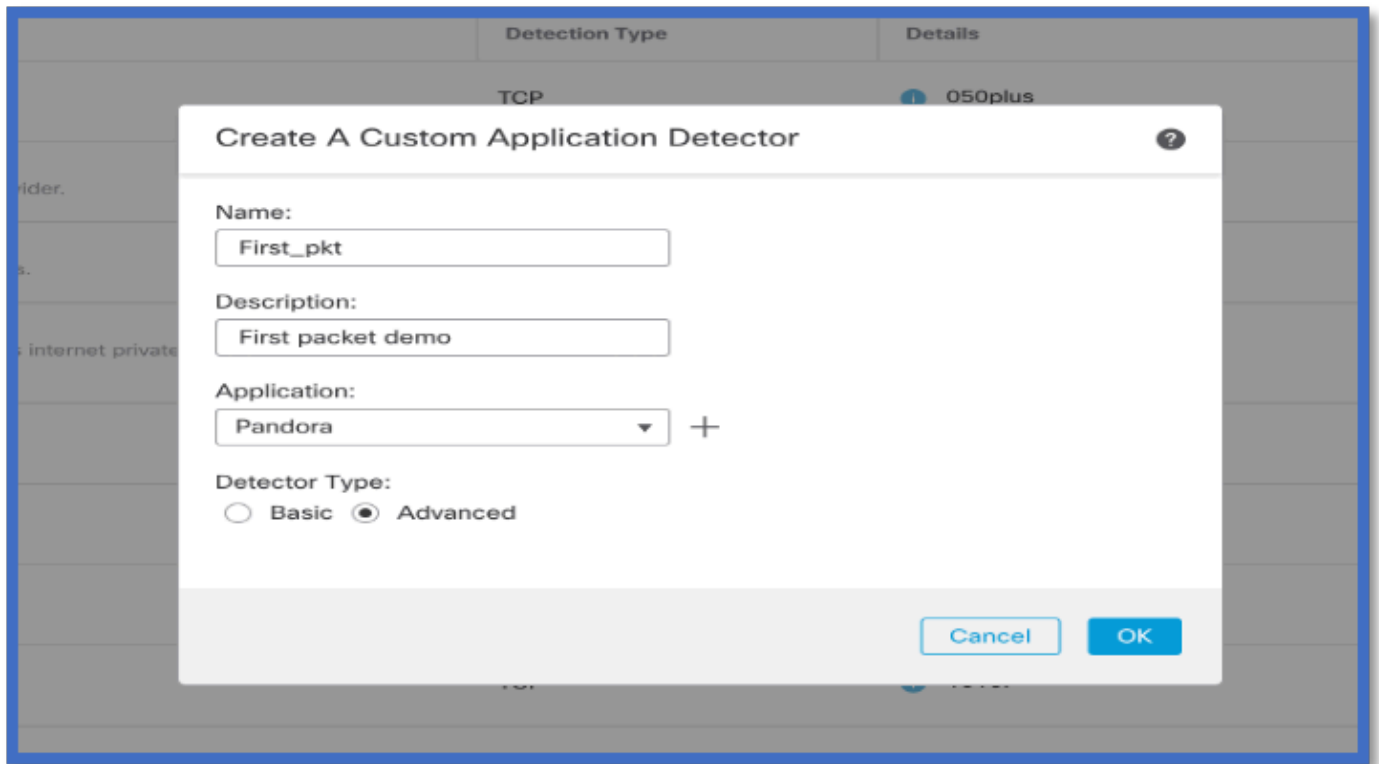 Detection Type Details
TCP 050plus
Create A Custom Application Detector ?
vider.
Name:
First_pkt
s.
Description:
First packet demo
s internet private
Application:
Pandora
Detector Type:
Basic Advanced
Cancel OK